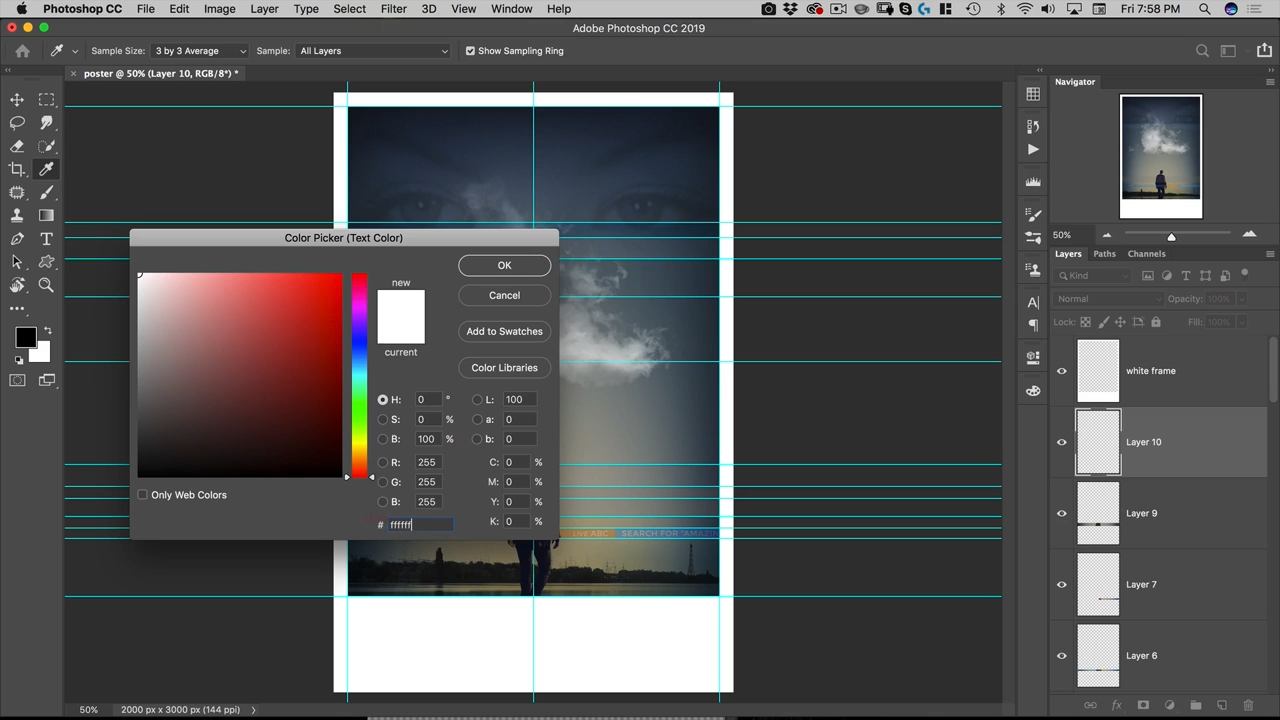 Photoshop CC File Edit Image Layer Type Select Filter 3D View Window Help Fri 7:58 PM
Adobe Photoshop CC 2019
Sample Size: 3 by 3 Average Sample: All Layers Show Sampling Ring
poster @ 50% (Layer 10, RGB/8*) *
Navigator
50%
Color Picker (Text Color)
new
current
OK
Cancel
Add to Swatches
Color Libraries
H: 0 °
S: 0 %
B: 100 %
R: 255
G: 255
B: 255
# ffffff
L: 100
a: 0
b: 0
C: 0 %
M: 0 %
Y: 0 %
K: 0 %
Only Web Colors
LIVE ABC SEARCH FOR "AMAZIN
Layers Paths Channels
Kind
Normal Opacity: 100%
Lock: Fill: 100%
white frame
Layer 10
Layer 9
Layer 7
Layer 6
50% 2000 px x 3000 px (144 ppi)